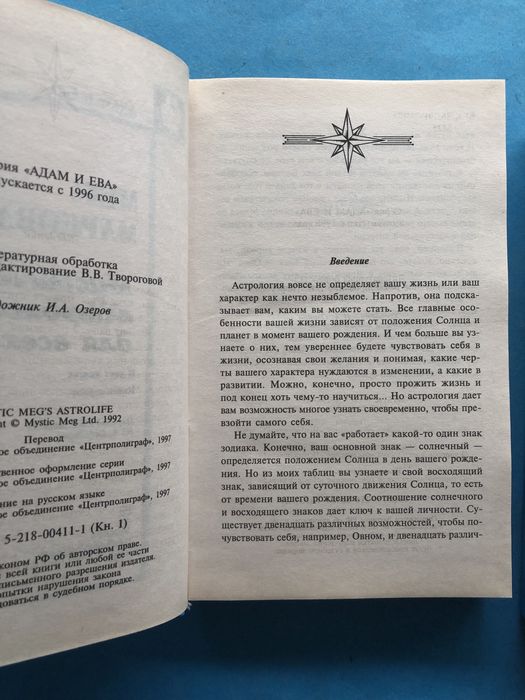 рия «АДАМ И ЕВА»
ускается с 1996 года
ературная обработка
дактирование В.В. Твороговой
дожник И.А. Озеров
TIC MEG'S ASTROLIFE
nt © Mystic Meg Ltd. 1992
Перевод
ое объединение «Центрполиграф», 1997
ственное оформление серии
ое объединение «Центрполиграф», 1997
ние на русском языке
ое объединение «Центрполиграф», 1997
5-218-00411-1 (Кн. 1)
коном РФ об авторском праве.
е всей книги или любой ее части
письменного разрешения издателя.
опытки нарушения закона
доваться в судебном порядке.
Введение
Астрология вовсе не определяет вашу жизнь или ваш
характер как нечто незыблемое. Напротив, она подска-
зывает вам, каким вы можете стать. Все главные осо-
бенности вашей жизни зависят от положения Солнца и
планет в момент вашего рождения. И чем больше вы уз-
наете о них, тем увереннее будете чувствовать себя в
жизни, осознавая свои желания и понимая, какие чер-
ты вашего характера нуждаются в изменении, а какие в
развитии. Можно, конечно, просто прожить жизнь и
под конец хоть чему-то научиться... Но астрология дает
вам возможность многое узнать своевременно, чтобы пре-
взойти самого себя.
Не думайте, что на вас «работает» какой-то один знак
зодиака. Конечно, ваш основной знак — солнечный —
определяется положением Солнца в день вашего рожде-
ния. Но из моих таблиц вы узнаете и свой восходящий
знак, зависящий от суточного движения Солнца, то есть
от времени вашего рождения. Соотношение солнечного
и восходящего знаков дает ключ к вашей личности. Су-
ществует двенадцать различных возможностей, чтобы по-
чувствовать себя, например, Овном, и двенадцать различ-